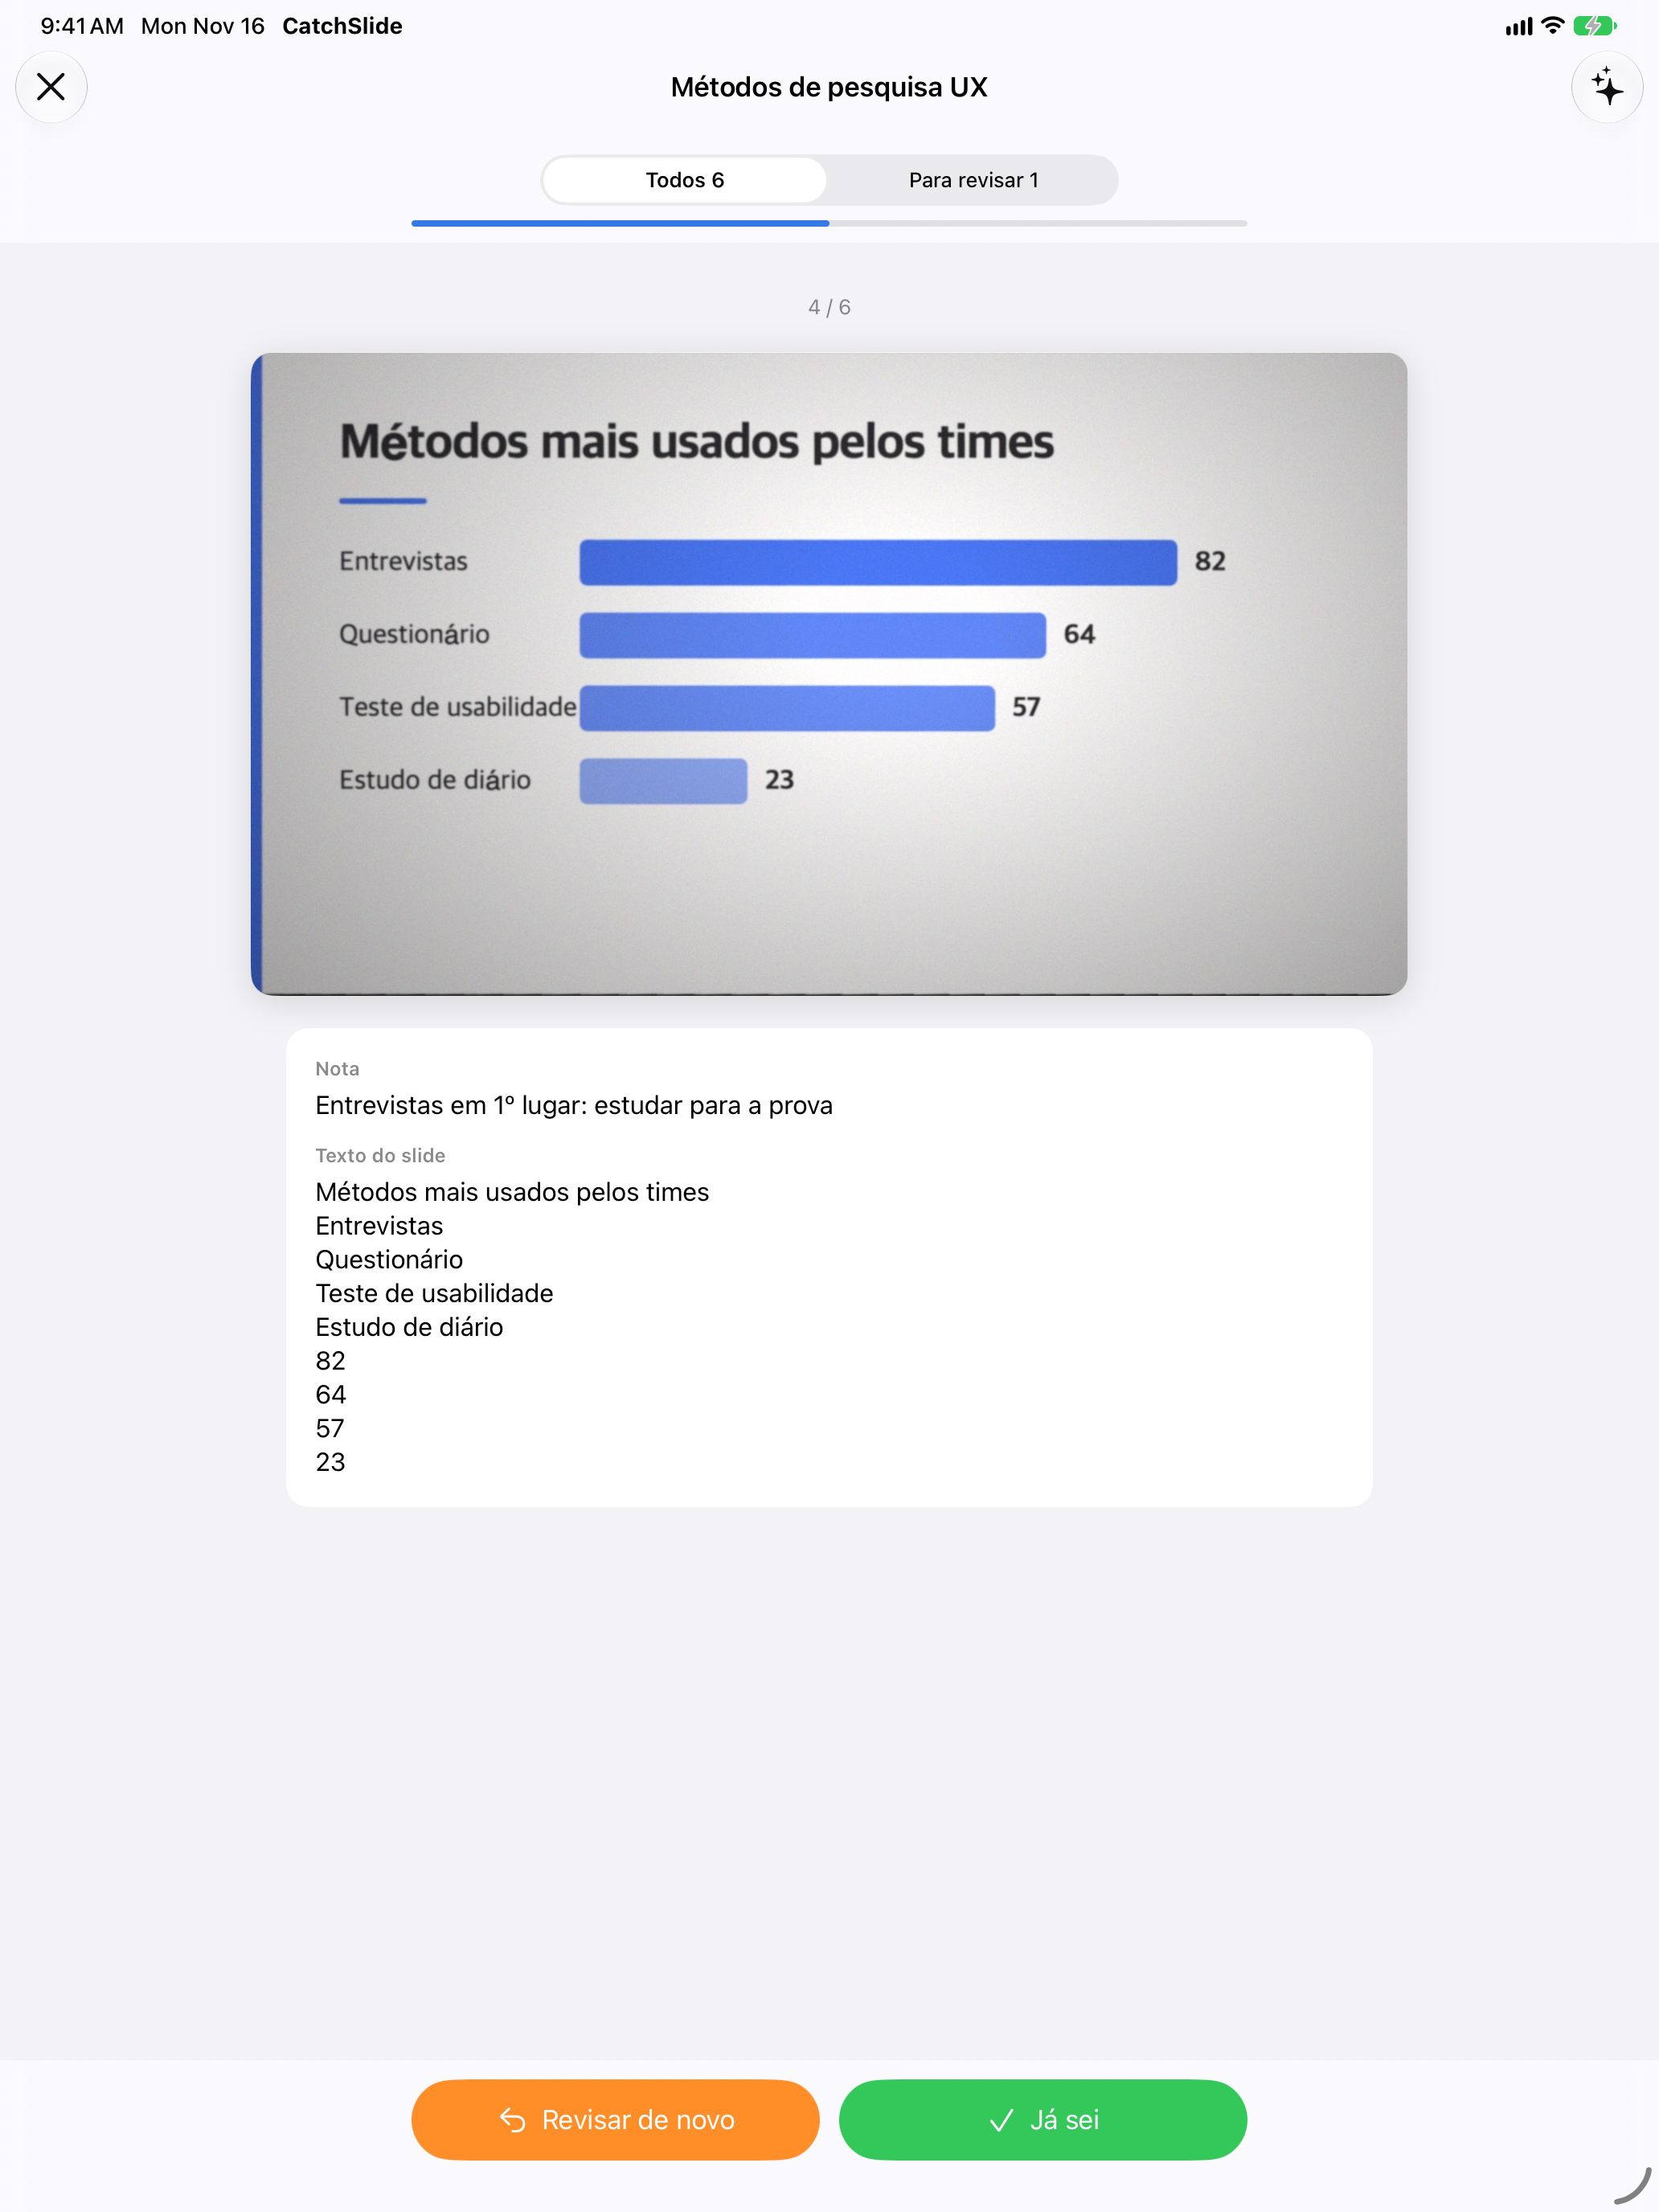 9:41 AM Mon Nov 16 CatchSlide
Métodos de pesquisa UX
Todos 6
Para revisar 1
4 / 6
Métodos mais usados pelos times
Entrevistas 82
Questionário 64
Teste de usabilidade 57
Estudo de diário 23
Nota
Entrevistas em 1º lugar: estudar para a prova
Texto do slide
Métodos mais usados pelos times
Entrevistas
Questionário
Teste de usabilidade
Estudo de diário
82
64
57
23
Revisar de novo
Já sei